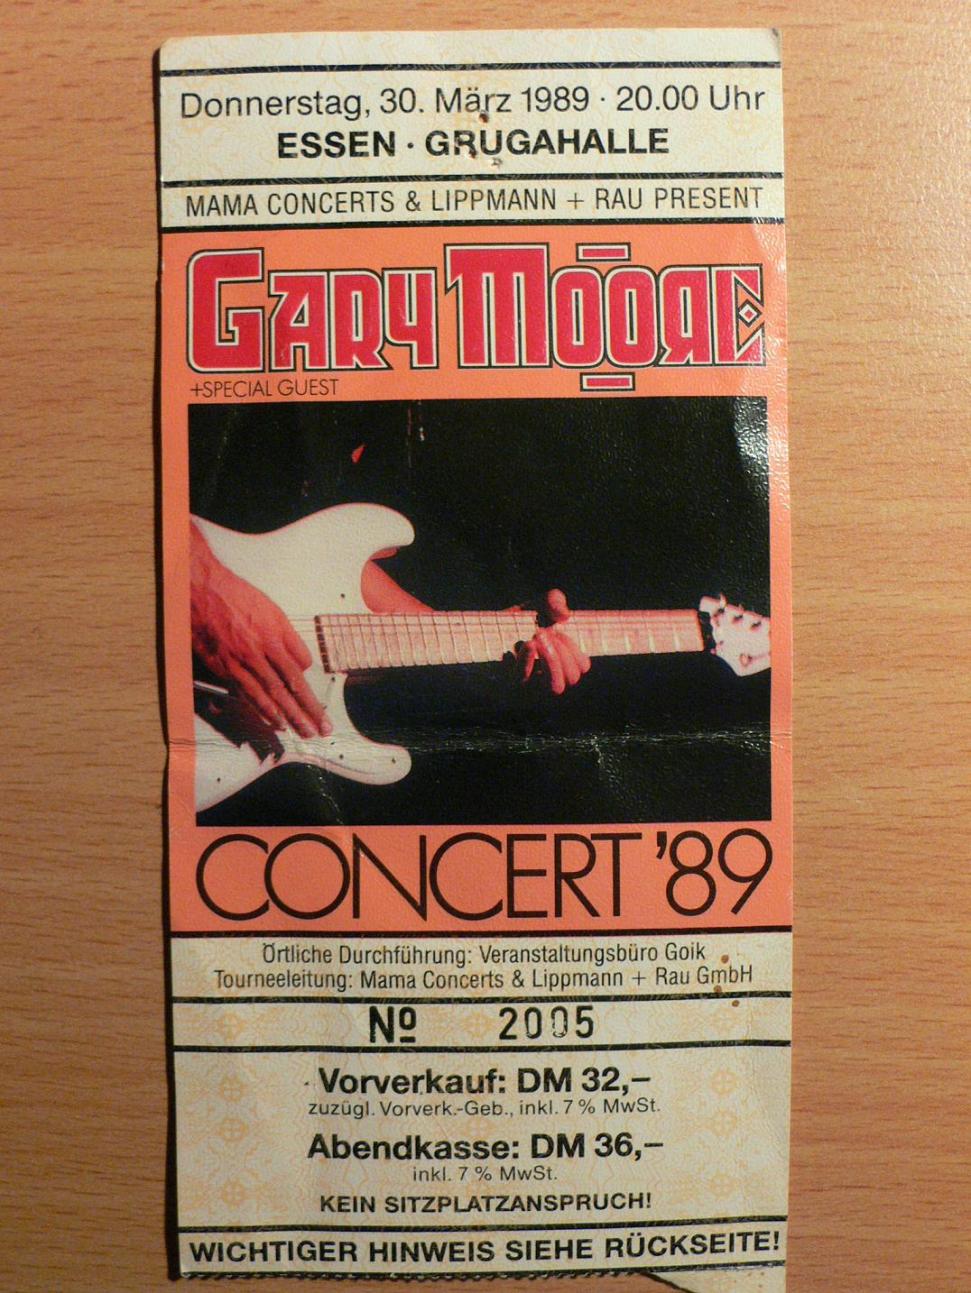 Donnerstag, 30. März 1989 · 20.00 Uhr
ESSEN · GRUGAHALLE
MAMA CONCERTS & LIPPMANN + RAU PRESENT
GARY MOORE
+SPECIAL GUEST
CONCERT '89
Örtliche Durchführung: Veranstaltungsbüro Goik
Tourneeleitung: Mama Concerts & Lippmann + Rau GmbH
Nº 2005
Vorverkauf: DM 32,–
zuzügl. Vorverk.-Geb., inkl. 7 % MwSt.
Abendkasse: DM 36,–
inkl. 7 % MwSt.
KEIN SITZPLATZANSPRUCH!
WICHTIGER HINWEIS SIEHE RÜCKSEITE!